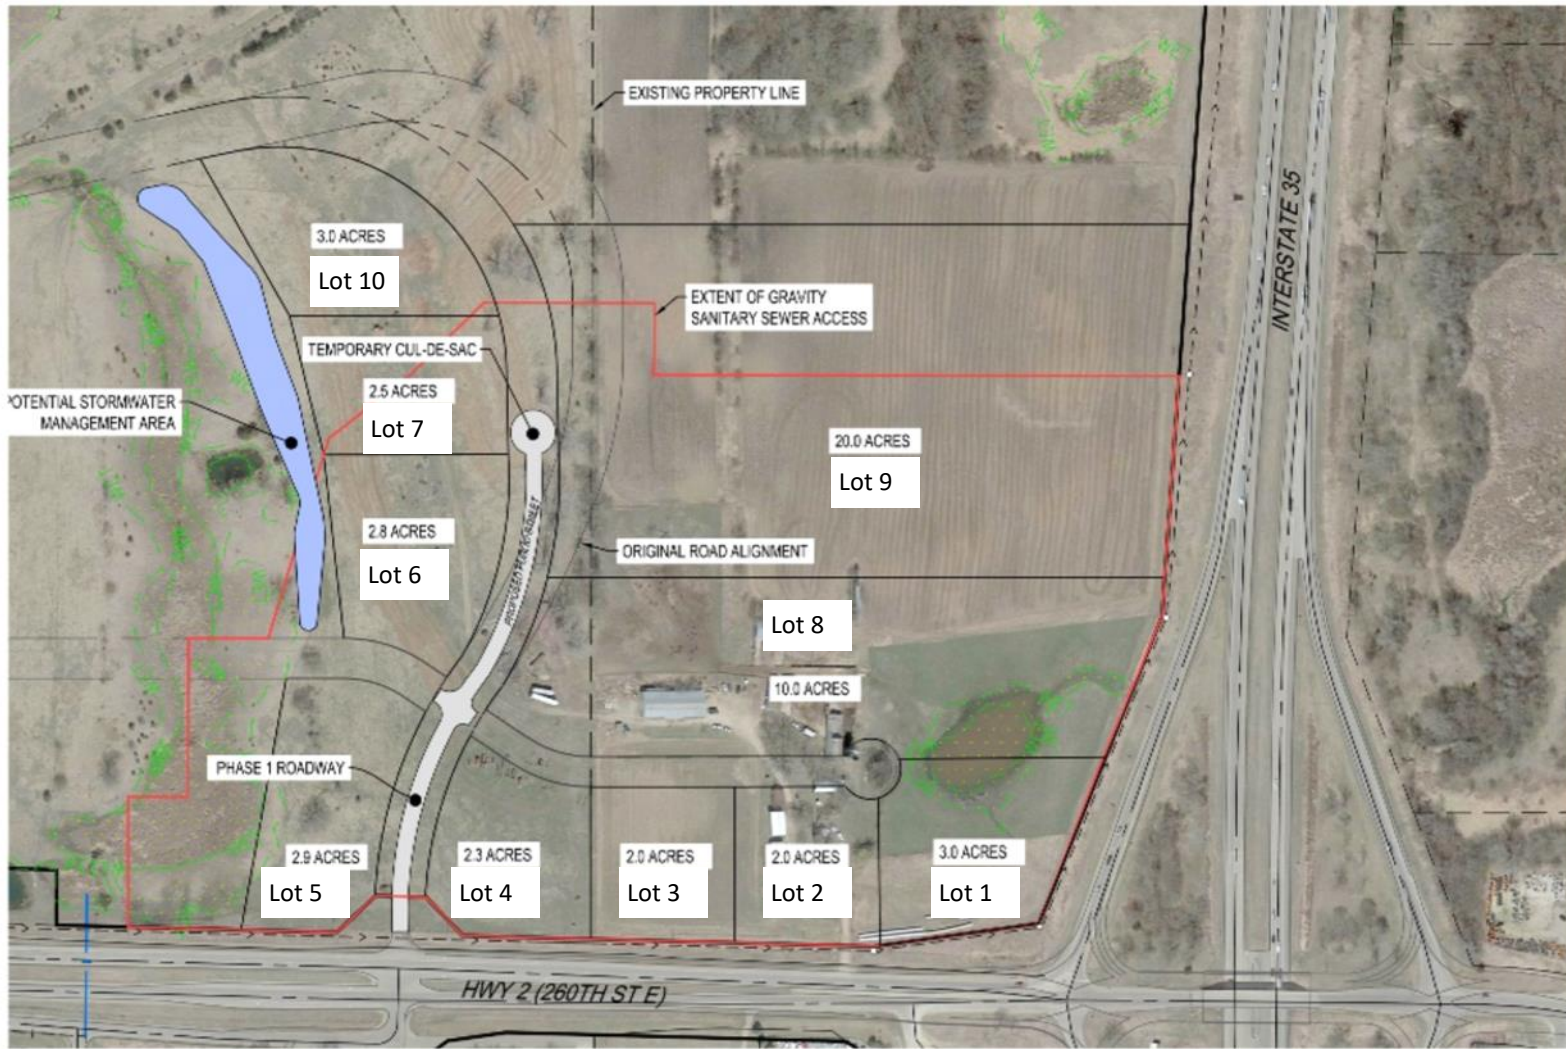 EXISTING PROPERTY LINE
INTERSTATE 35
3.0 ACRES
Lot 10
EXTENT OF GRAVITY
SANITARY SEWER ACCESS
TEMPORARY CUL-DE-SAC
2.5 ACRES
Lot 7
POTENTIAL STORMWATER
MANAGEMENT AREA
20.0 ACRES
Lot 9
2.8 ACRES
Lot 6
ORIGINAL ROAD ALIGNMENT
Lot 8
10.0 ACRES
PHASE 1 ROADWAY
2.9 ACRES
Lot 5
2.3 ACRES
Lot 4
2.0 ACRES
Lot 3
2.0 ACRES
Lot 2
3.0 ACRES
Lot 1
HWY 2 (260TH ST E)